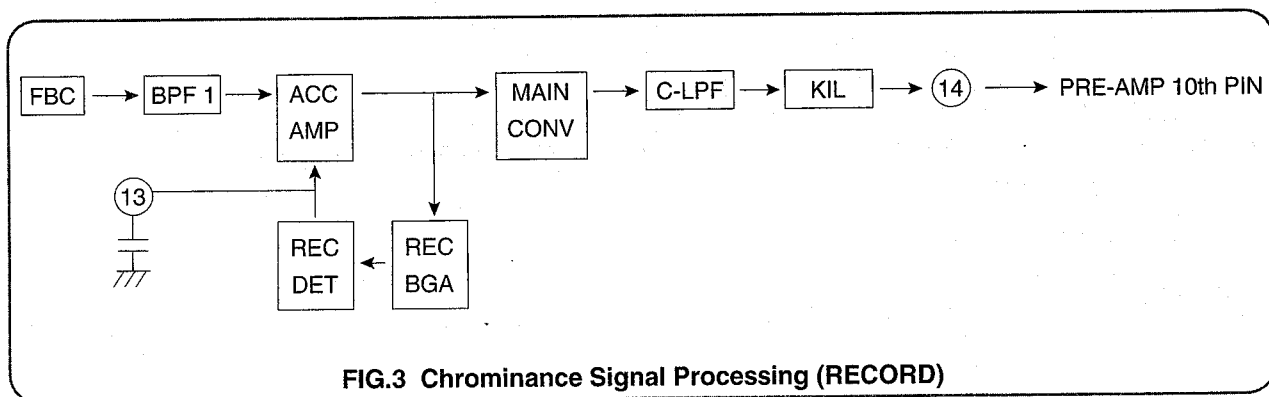 FBC
BPF 1
ACC
AMP
MAIN
CONV
C-LPF
KIL
14
PRE-AMP 10th PIN
13
REC
DET
REC
BGA
FIG.3 Chrominance Signal Processing (RECORD)